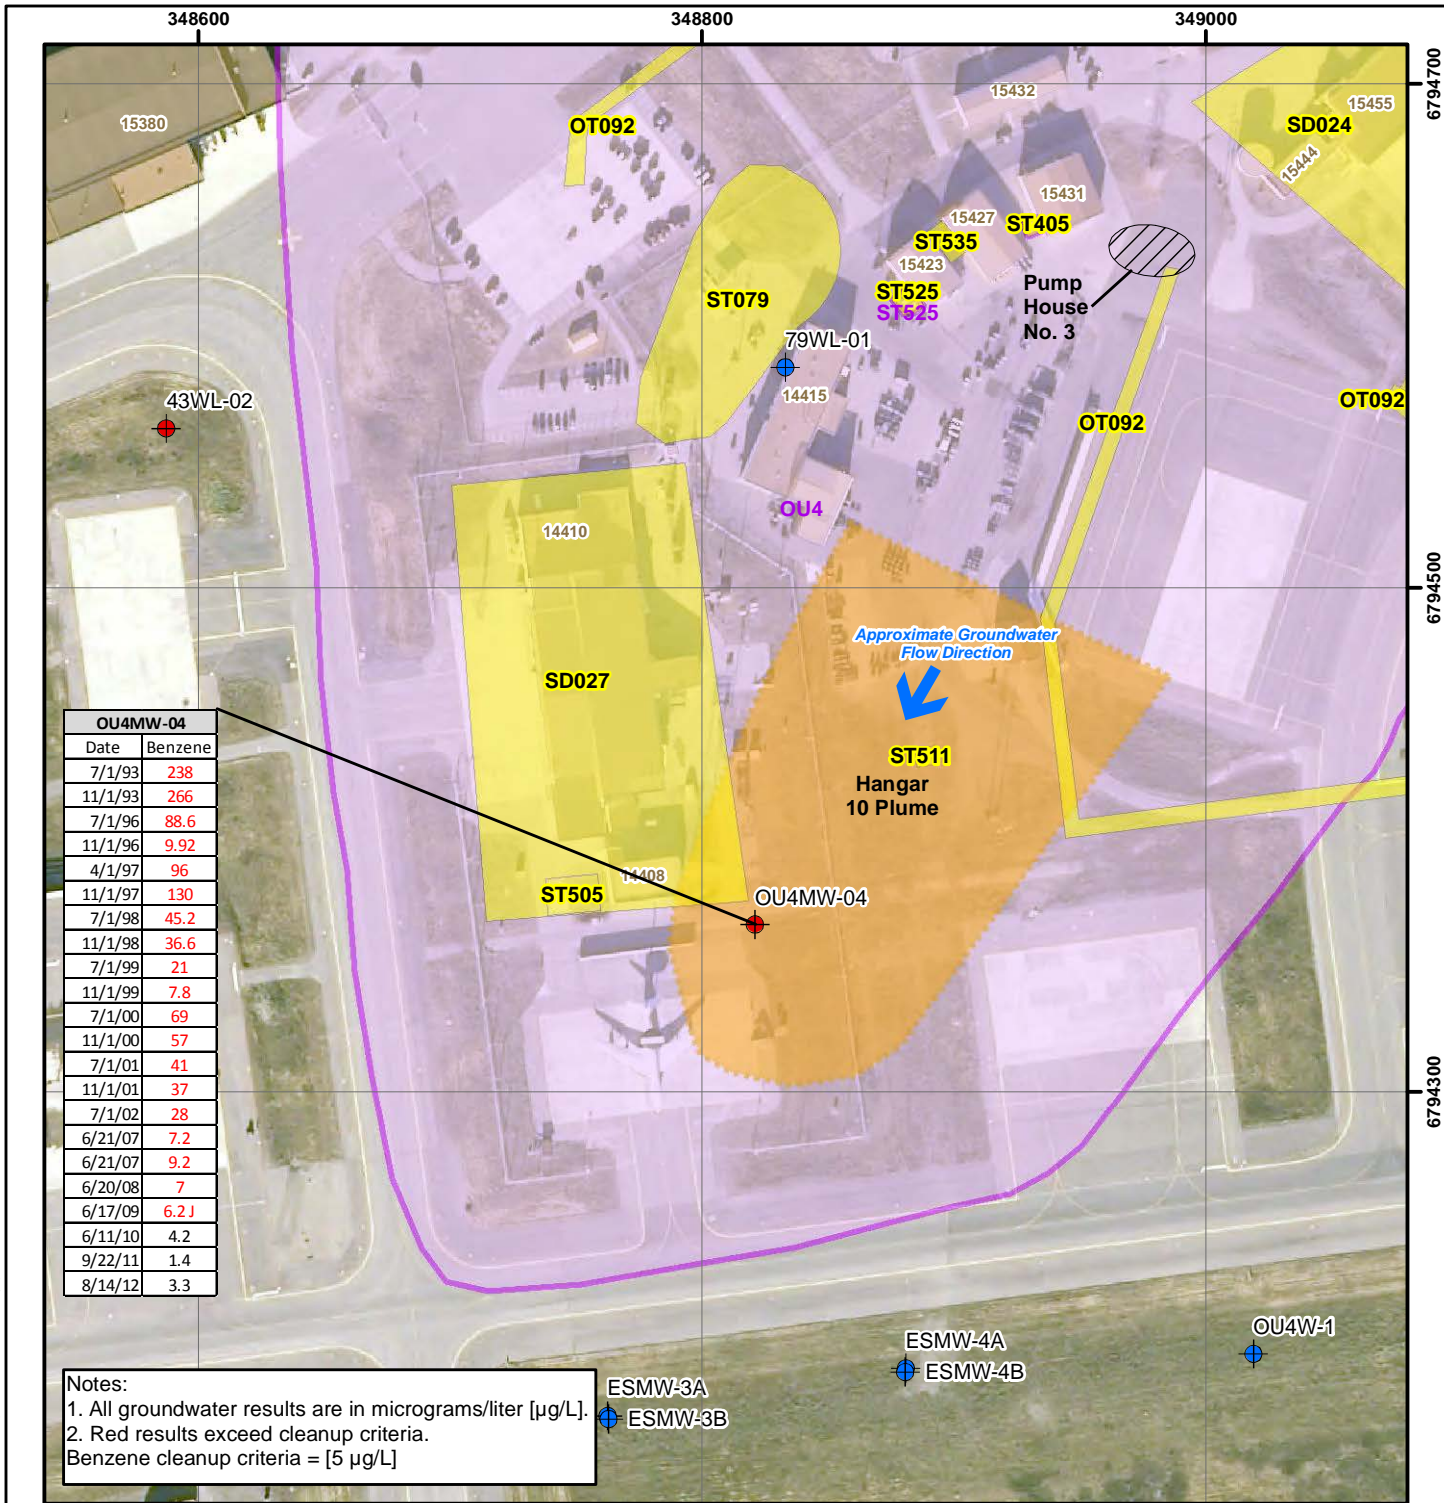 348600
348800
349000
6794700
6794500
6794300
15380
OT092
15432
15455
SD024
15444
15431
15427
ST405
ST535
15423
ST525
ST525
ST079
Pump
House
No. 3
79WL-01
14415
43WL-02
OT092
OT092
OU4
14410
Approximate Groundwater
Flow Direction
SD027
ST511
Hangar
10 Plume
14408
ST505
OU4MW-04
OU4MW-04
Date Benzene
7/1/93 238
11/1/93 266
7/1/96 88.6
11/1/96 9.92
4/1/97 96
11/1/97 130
7/1/98 45.2
11/1/98 36.6
7/1/99 21
11/1/99 7.8
7/1/00 69
11/1/00 57
7/1/01 41
11/1/01 37
7/1/02 28
6/21/07 7.2
6/21/07 9.2
6/20/08 7
6/17/09 6.2 J
6/11/10 4.2
9/22/11 1.4
8/14/12 3.3
OU4W-1
ESMW-4A
ESMW-4B
ESMW-3A
ESMW-3B
Notes:
1. All groundwater results are in micrograms/liter [µg/L].
2. Red results exceed cleanup criteria.
Benzene cleanup criteria = [5 µg/L]